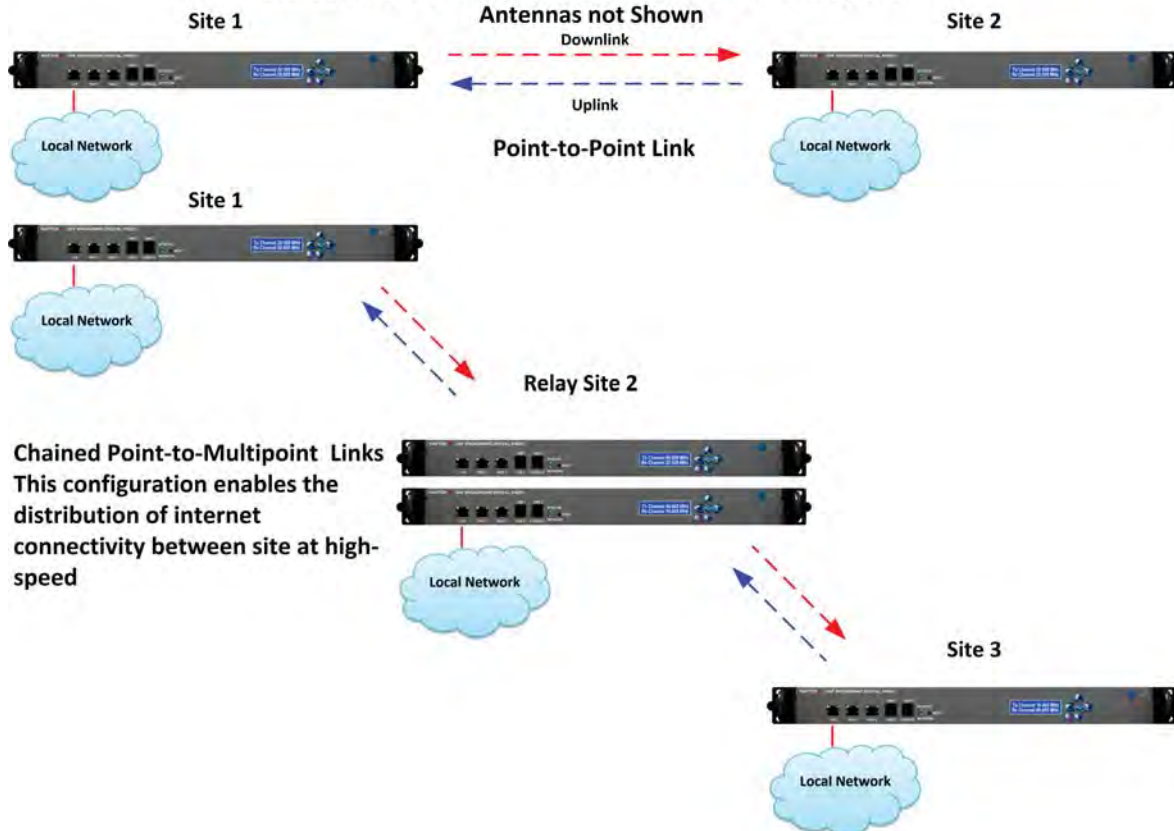 Antennas not Shown
Site 1
Downlink
Site 2
Uplink
Local Network
Point-to-Point Link
Local Network
Site 1
Local Network
Relay Site 2
Chained Point-to-Multipoint Links
This configuration enables the
distribution of internet
connectivity between site at high-
speed
Local Network
Site 3
Local Network